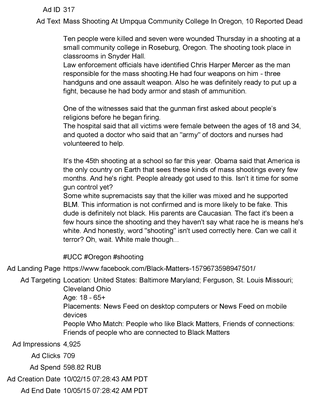 Ad ID 317
Ad Text Mass Shooting At Umpqua Community College In Oregon, 10 Reported Dead
Ten people were killed and seven were wounded Thursday in a shooting at a
small community college in Roseburg, Oregon. The shooting took place in
classrooms in Snyder Hall.
Law enforcement officials have identified Chris Harper Mercer as the man
responsible for the mass shooting.He had four weapons on him - three
handguns and one assault weapon. Also he was definitely ready to put up a
fight, because he had body armor and stash of ammunition.
One of the witnesses said that the gunman first asked about people's
religions before he began firing.
The hospital said that all victims were female between the ages of 18 and 34,
and quoted a doctor who said that an "army" of doctors and nurses had
volunteered to help.
It's the 45th shooting at a school so far this year. Obama said that America is
the only country on Earth that sees these kinds of mass shootings every few
months. And he's right. People already got used to this. Isn't it time for some
gun control yet?
Some white supremacists say that the killer was mixed and he supported
BLM. This information is not confirmed and is more likely to be fake. This
dude is definitely not black. His parents are Caucasian. The fact it's been a
few hours since the shooting and they haven't say what race he is means he's
white. And honestly, word "shooting" isn't used correctly here. Can we call it
terror? Oh, wait. White male though...
#UCC #Oregon #shooting
Ad Landing Page https://www.facebook.com/Black-Matters-1579673598947501/
Ad Targeting Location: United States: Baltimore Maryland; Ferguson, St. Louis Missouri;
Cleveland Ohio
Age: 18 - 65+
Placements: News Feed on desktop computers or News Feed on mobile
devices
People Who Match: People who like Black Matters, Friends of connections:
Friends of people who are connected to Black Matters
Ad Impressions 4,925
Ad Clicks 709
Ad Spend 598.82 RUB
Ad Creation Date 10/02/15 07:28:43 AM PDT
Ad End Date 10/05/15 07:28:42 AM PDT